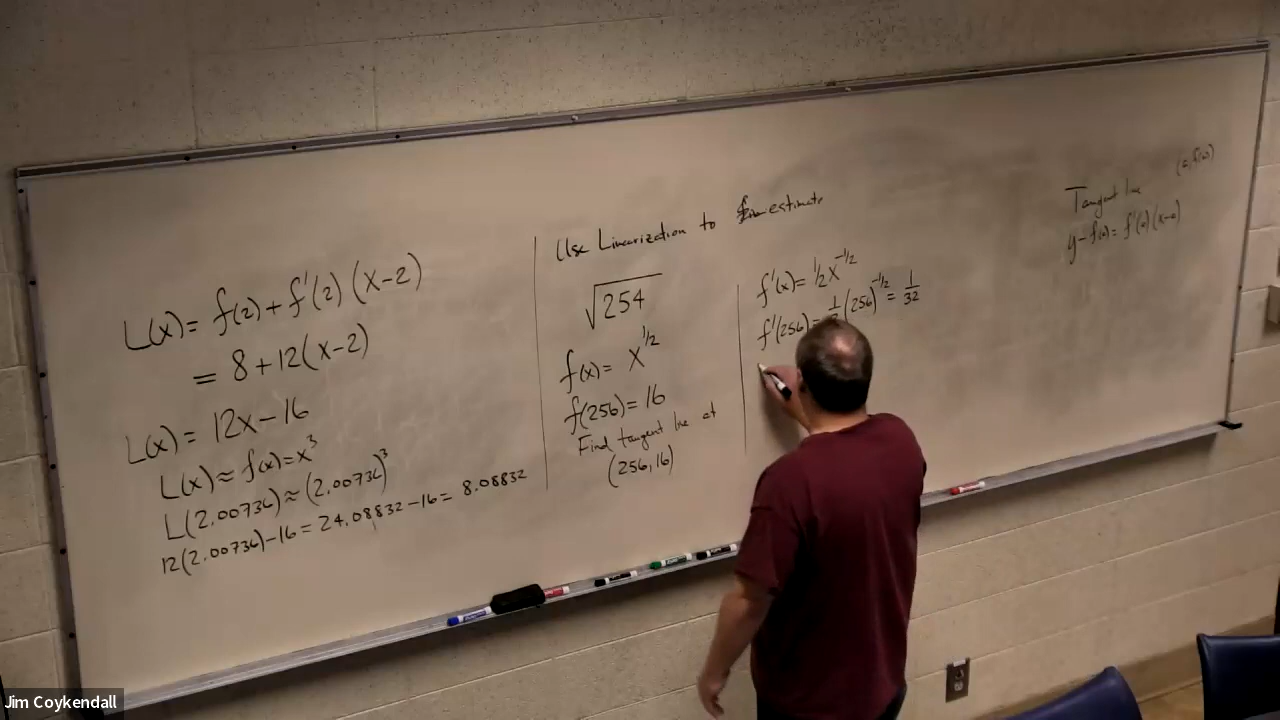 L(x) = f(2) + f'(2) (x-2)
= 8 + 12(x-2)
L(x) = 12x - 16
L(x) ≈ f(x) = x³
L(2.00736) ≈ (2.00736)³
12(2.00736) - 16 = 24.08832 - 16 = 8.08832
Use Linearization to estimate
√254
f(x) = x^1/2
f(256) = 16
Find tangent line at
(256, 16)
f'(x) = 1/2 x^-1/2
f'(256) = (256)^-1/2 = 1/32
(a, f(a))
Tangent line
y - f(a) = f'(a) (x-a)
Jim Coykendall